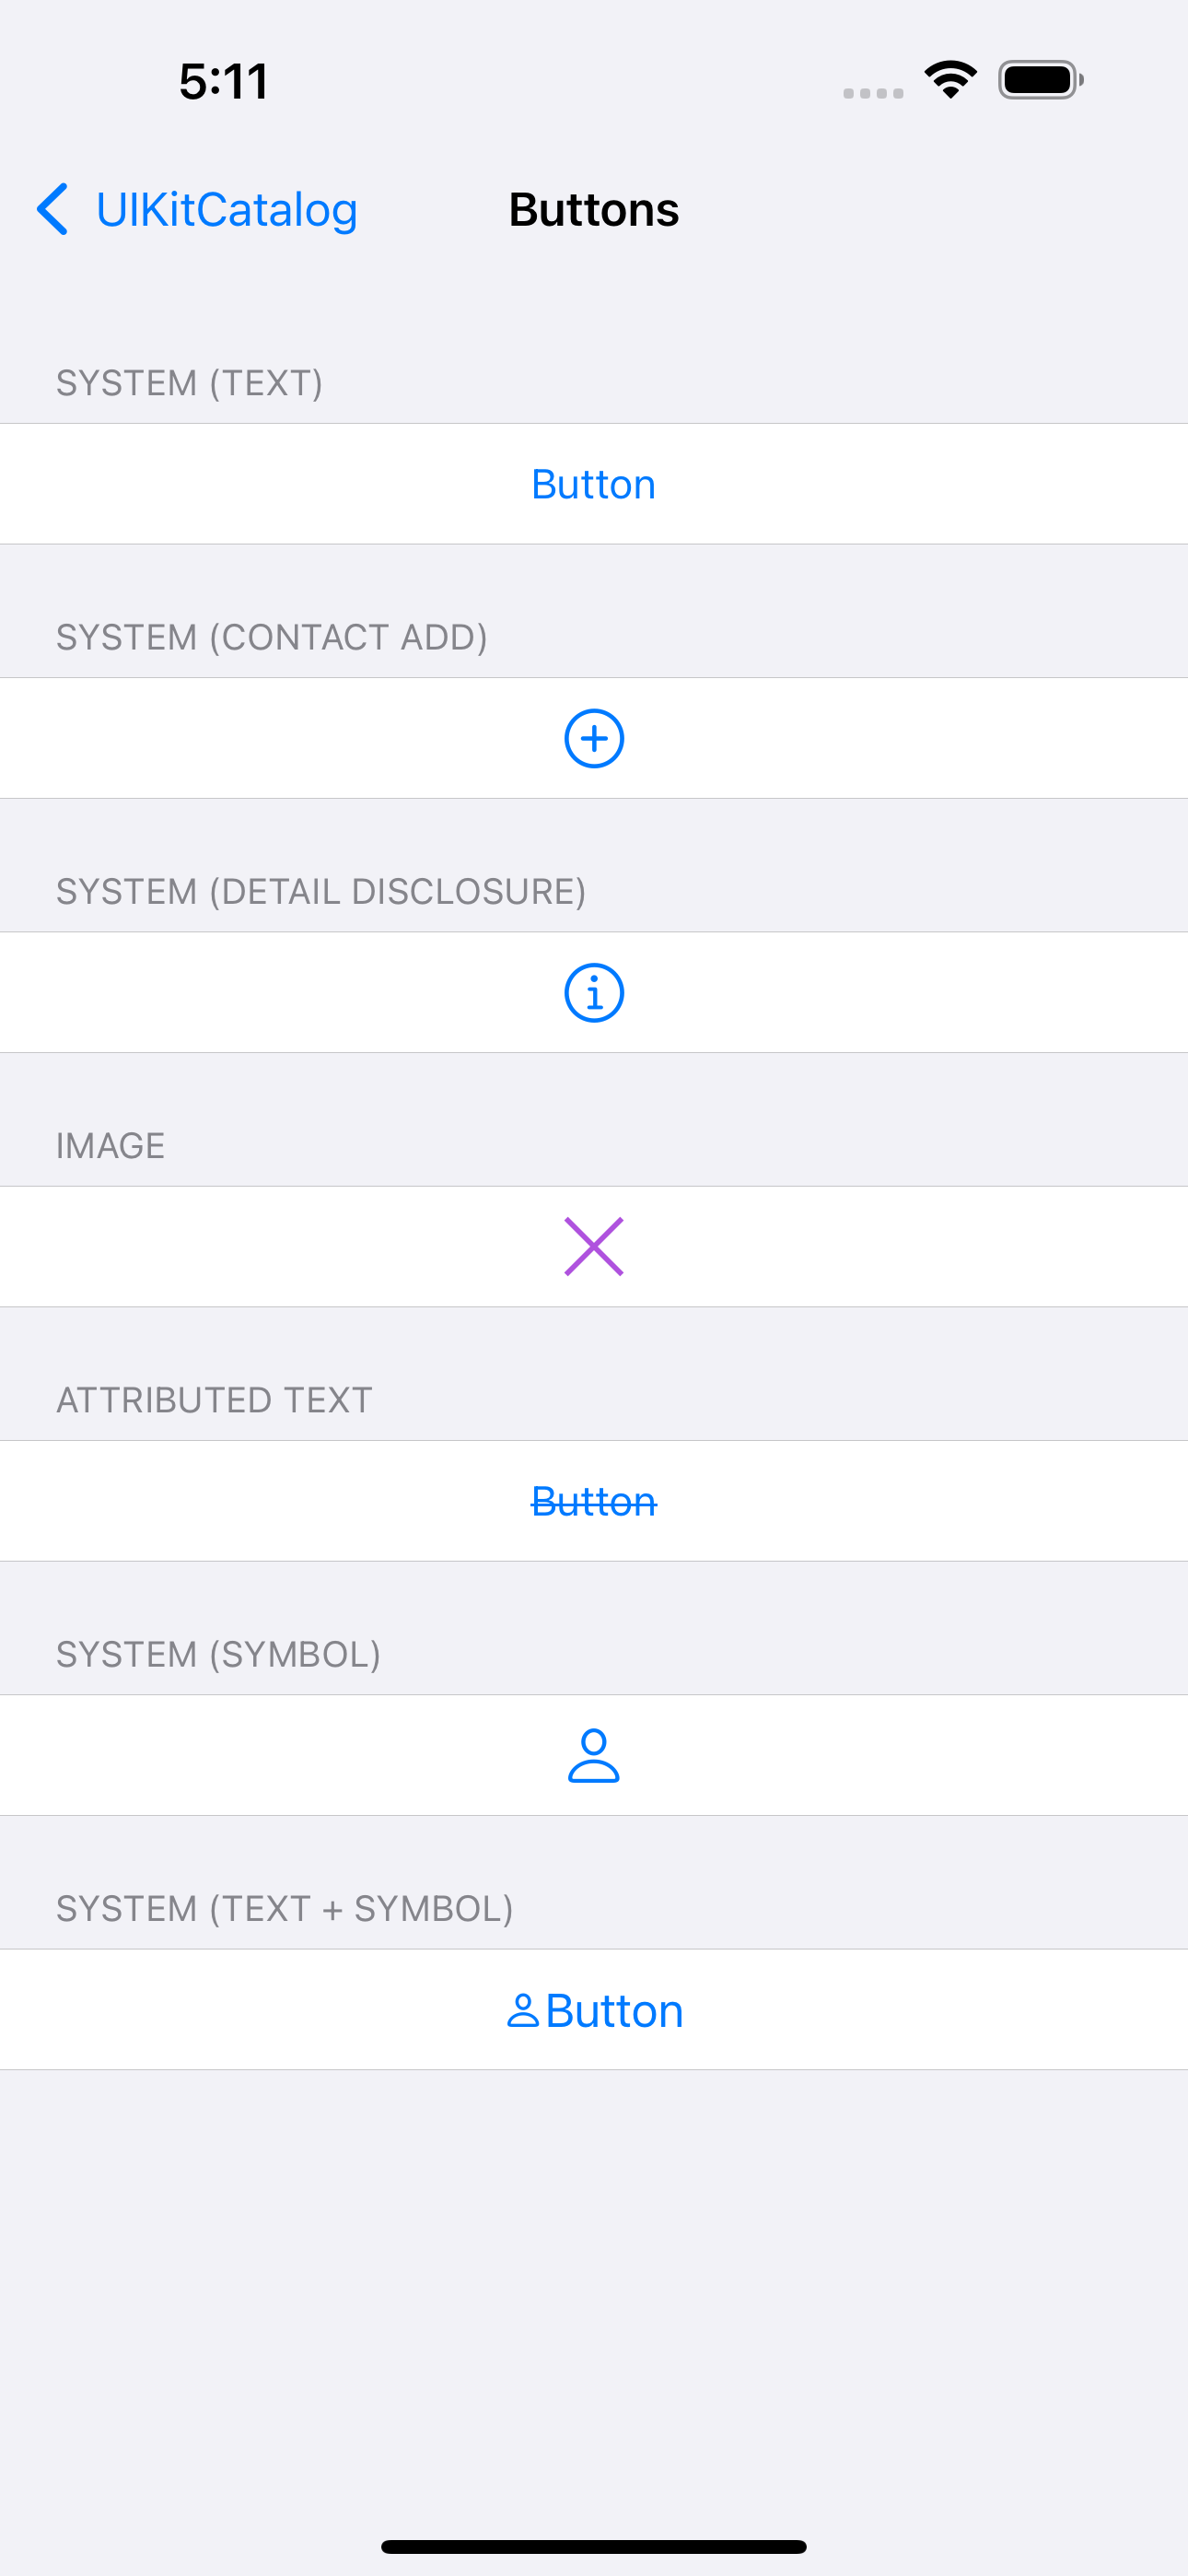 5:11
UIKitCatalog
Buttons
SYSTEM (TEXT)
Button
SYSTEM (CONTACT ADD)
SYSTEM (DETAIL DISCLOSURE)
IMAGE
ATTRIBUTED TEXT
Button
SYSTEM (SYMBOL)
SYSTEM (TEXT + SYMBOL)
Button